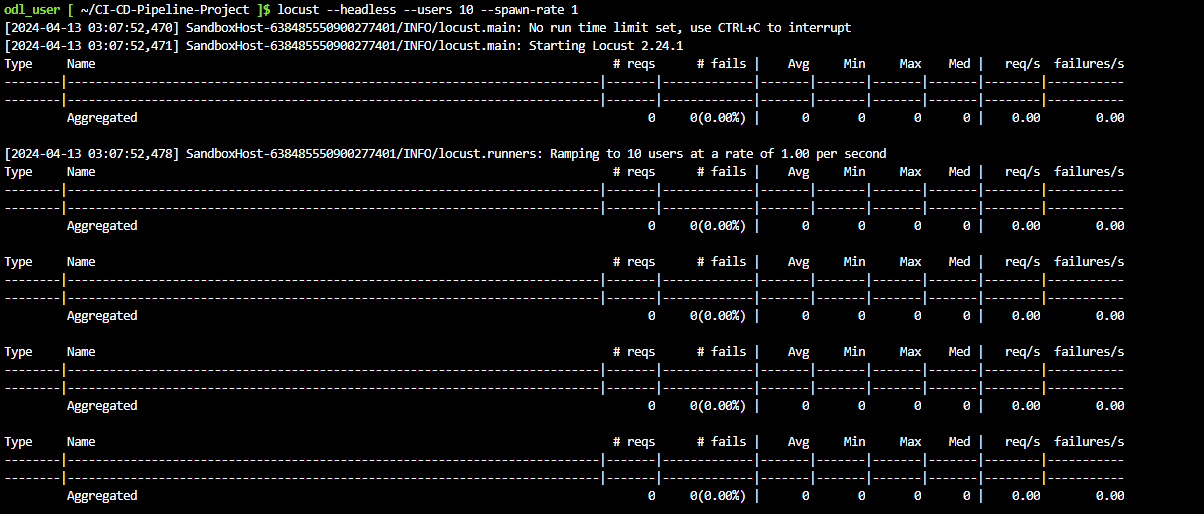 odl_user [ ~/CI-CD-Pipeline-Project ]$ locust --headless --users 10 --spawn-rate 1
[2024-04-13 03:07:52,470] SandboxHost-638485550900277401/INFO/locust.main: No run time limit set, use CTRL+C to interrupt
[2024-04-13 03:07:52,471] SandboxHost-638485550900277401/INFO/locust.main: Starting Locust 2.24.1
Type Name # reqs # fails | Avg Min Max Med | req/s failures/s
--------|----------------------------------------------------------------------------|-------|-------------|-------|-------|-------|-------|--------|-----------
--------|----------------------------------------------------------------------------|-------|-------------|-------|-------|-------|-------|--------|-----------
Aggregated 0 0(0.00%) | 0 0 0 0 | 0.00 0.00
[2024-04-13 03:07:52,478] SandboxHost-638485550900277401/INFO/locust.runners: Ramping to 10 users at a rate of 1.00 per second
Type Name # reqs # fails | Avg Min Max Med | req/s failures/s
--------|----------------------------------------------------------------------------|-------|-------------|-------|-------|-------|-------|--------|-----------
--------|----------------------------------------------------------------------------|-------|-------------|-------|-------|-------|-------|--------|-----------
Aggregated 0 0(0.00%) | 0 0 0 0 | 0.00 0.00
Type Name # reqs # fails | Avg Min Max Med | req/s failures/s
--------|----------------------------------------------------------------------------|-------|-------------|-------|-------|-------|-------|--------|-----------
--------|----------------------------------------------------------------------------|-------|-------------|-------|-------|-------|-------|--------|-----------
Aggregated 0 0(0.00%) | 0 0 0 0 | 0.00 0.00
Type Name # reqs # fails | Avg Min Max Med | req/s failures/s
--------|----------------------------------------------------------------------------|-------|-------------|-------|-------|-------|-------|--------|-----------
--------|----------------------------------------------------------------------------|-------|-------------|-------|-------|-------|-------|--------|-----------
Aggregated 0 0(0.00%) | 0 0 0 0 | 0.00 0.00
Type Name # reqs # fails | Avg Min Max Med | req/s failures/s
--------|----------------------------------------------------------------------------|-------|-------------|-------|-------|-------|-------|--------|-----------
--------|----------------------------------------------------------------------------|-------|-------------|-------|-------|-------|-------|--------|-----------
Aggregated 0 0(0.00%) | 0 0 0 0 | 0.00 0.00